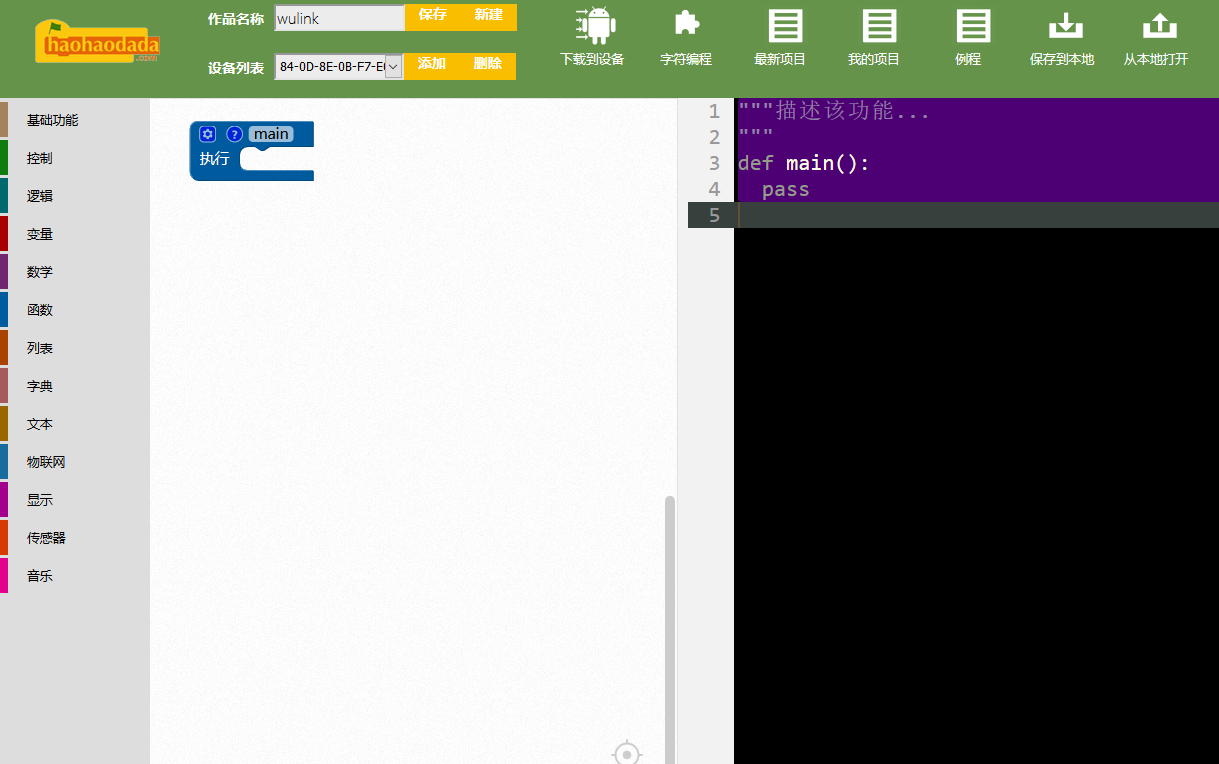 haohaodada
.com
作品名称 wulink 保存 新建
设备列表 84-0D-8E-0B-F7-E 添加 删除
下载到设备 字符编程 最新项目 我的项目 例程 保存到本地 从本地打开
基础功能
控制
逻辑
变量
数学
函数
列表
字典
文本
物联网
显示
传感器
音乐
? main
执行
1 """描述该功能...
2 """
3 def main():
4 pass
5